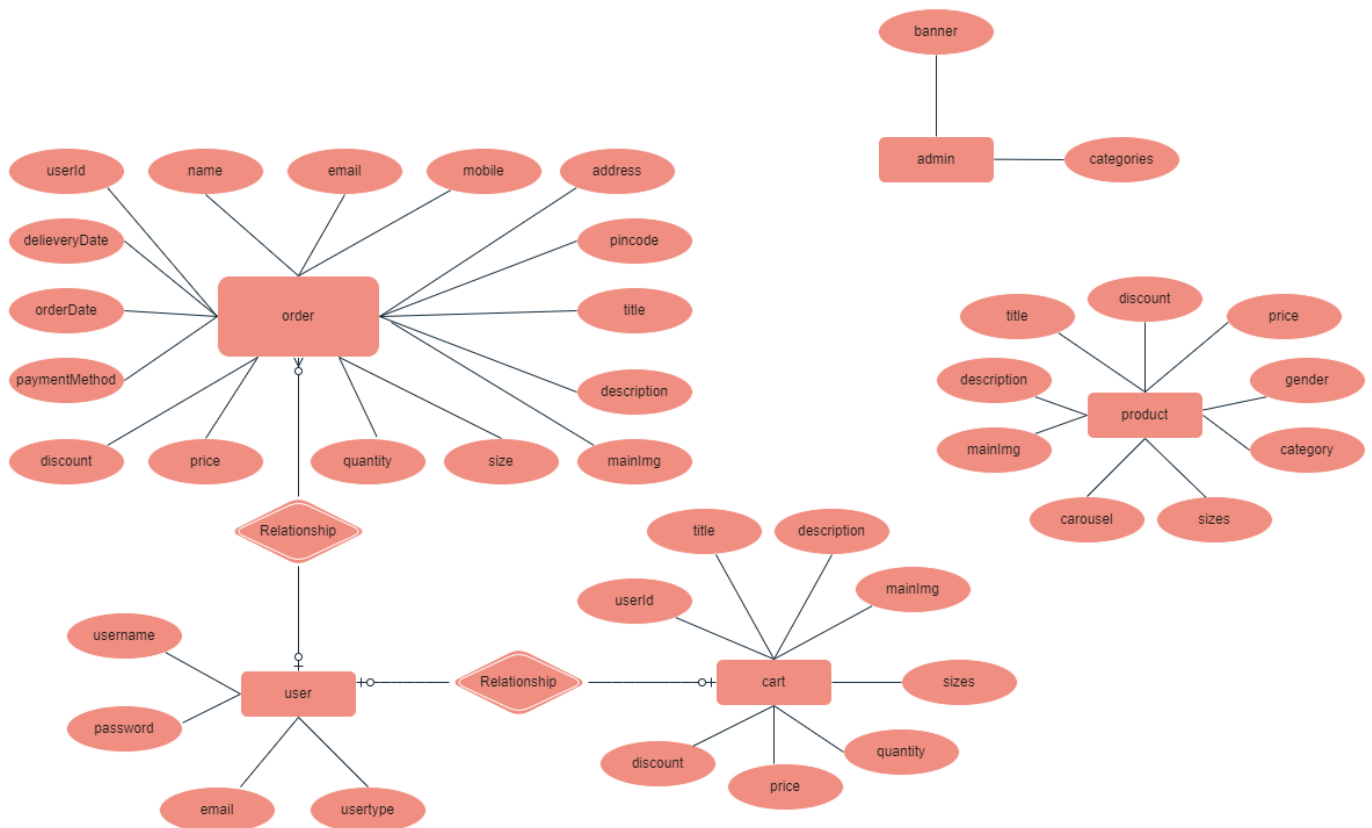 banner
admin
categories
userId
name
email
mobile
address
delieveryDate
pincode
orderDate
order
title
paymentMethod
description
discount
price
quantity
size
mainImg
discount
title
price
description
gender
product
mainImg
category
carousel
sizes
Relationship
title
description
userId
mainImg
username
user
Relationship
cart
sizes
password
discount
quantity
price
email
usertype